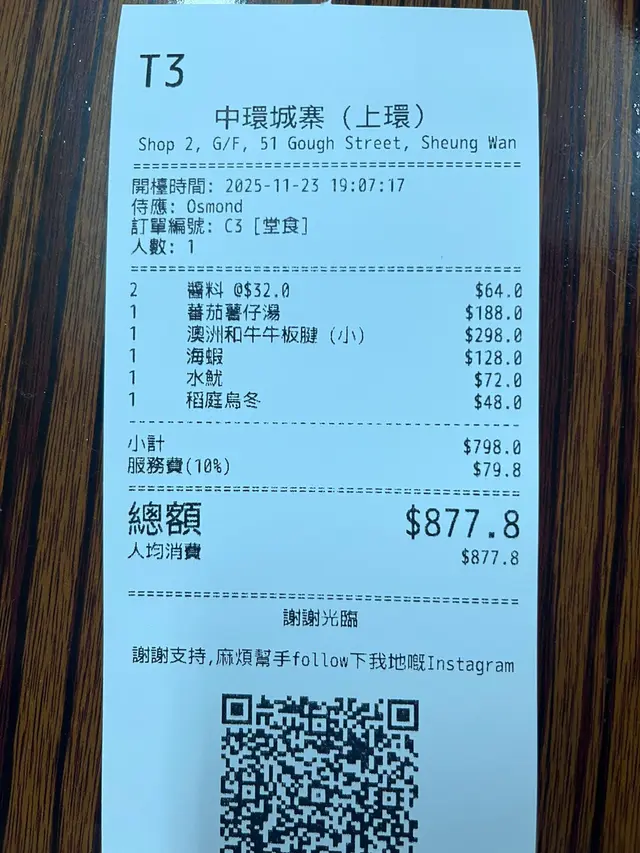 T3
中環城寨 (上環)
Shop 2, G/F, 51 Gough Street, Sheung Wan
開檯時間: 2025-11-23 19:07:17
侍應: Osmond
訂單編號: C3 [堂食]
人數: 1
2 醬料 @$32.0 $64.0
1 蕃茄薯仔湯 $188.0
1 澳洲和牛牛板腱 (小) $298.0
1 海蝦 $128.0
1 水魷 $72.0
1 稻庭烏冬 $48.0
小計 $798.0
服務費(10%) $79.8
總額 $877.8
人均消費 $877.8
謝謝光臨
謝謝支持,麻煩幫手follow下我地嘅Instagram